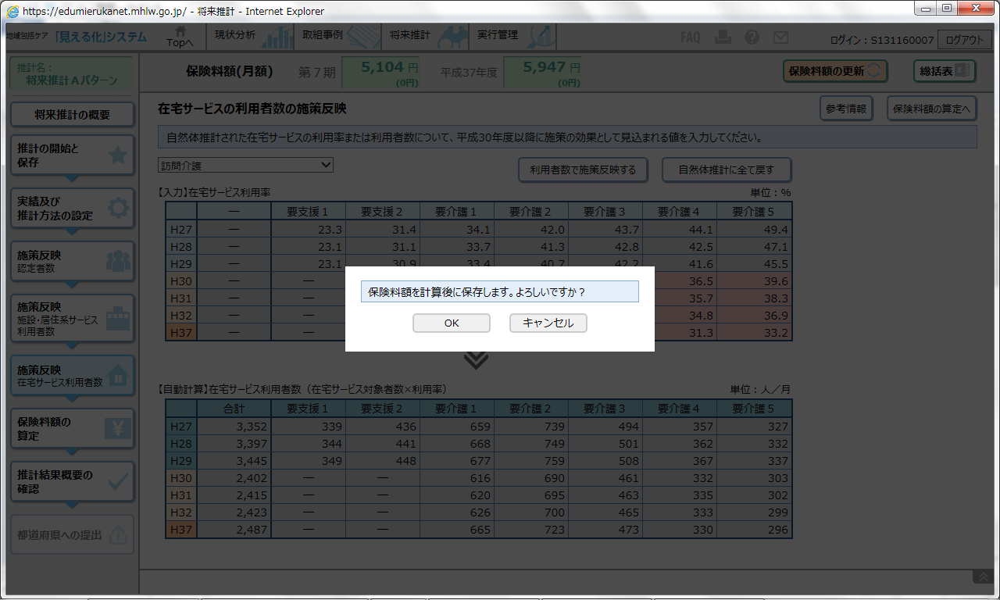 https://edumierukanet.mhlw.go.jp/ - 将来推計 - Internet Explorer
地域包括ケア 「見える化」システム
Topへ 現状分析 取組事例 将来推計 実行管理 FAQ ログイン：S131160007 ログアウト
推計名：
将来推計Ａパターン
保険料額(月額) 第７期 5,104 円 (0円) 平成37年度 5,947 円 (0円) 保険料額の更新 総括表
将来推計の概要
推計の開始と
保存
実績及び
推計方法の設定
施策反映
認定者数
施策反映
施設・居住系サービス
利用者数
施策反映
在宅サービス利用者数
保険料額の
算定
推計結果概要の
確認
都道府県への提出
在宅サービスの利用者数の施策反映 参考情報 保険料額の算定へ
自然体推計された在宅サービスの利用率または利用者数について、平成30年度以降に施策の効果として見込まれる値を入力してください。
訪問介護 利用者数で施策反映する 自然体推計に全て戻す
【入力】在宅サービス利用率 単位：％
― 要支援１ 要支援２ 要介護１ 要介護２ 要介護３ 要介護４ 要介護５
H27 ― 23.3 31.4 34.1 42.0 43.7 44.1 49.4
H28 ― 23.1 31.1 33.7 41.3 42.8 42.5 47.1
H29 ― 23.1 30.9 33.4 40.7 42.2 41.6 45.5
H30 ― ― 36.5 39.6
H31 ― ― 35.7 38.3
H32 ― ― 34.8 36.9
H37 ― ― 31.3 33.2
保険料額を計算後に保存します。よろしいですか？
OK キャンセル
【自動計算】在宅サービス利用者数（在宅サービス対象者数×利用率） 単位：人／月
合計 要支援１ 要支援２ 要介護１ 要介護２ 要介護３ 要介護４ 要介護５
H27 3,352 339 436 659 739 494 357 327
H28 3,397 344 441 668 749 501 362 332
H29 3,445 349 448 677 759 508 367 337
H30 2,402 ― ― 616 690 461 332 303
H31 2,415 ― ― 620 695 463 335 302
H32 2,423 ― ― 626 700 465 333 299
H37 2,487 ― ― 665 723 473 330 296